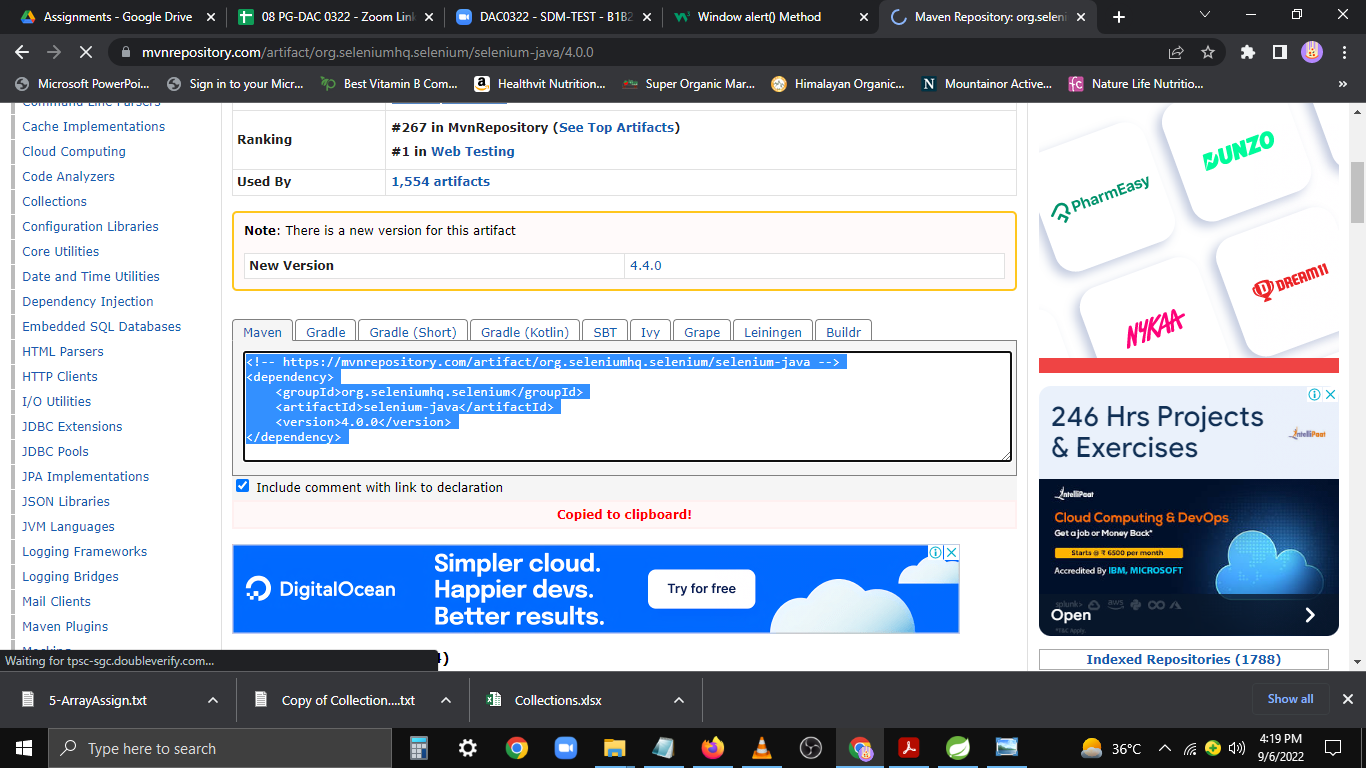 Assignments - Google Drive
08 PG-DAC 0322 - Zoom Link
DAC0322 - SDM-TEST - B1B2
Window alert() Method
Maven Repository: org.seleni
mvnrepository.com/artifact/org.seleniumhq.selenium/selenium-java/4.0.0
Microsoft PowerPoi...
Sign in to your Micr...
Best Vitamin B Com...
Healthvit Nutrition...
Super Organic Mar...
Himalayan Organic...
Mountainor Active...
Nature Life Nutritio...
»
Command Line Parsers
Cache Implementations
Cloud Computing
Code Analyzers
Collections
Configuration Libraries
Core Utilities
Date and Time Utilities
Dependency Injection
Embedded SQL Databases
HTML Parsers
HTTP Clients
I/O Utilities
JDBC Extensions
JDBC Pools
JPA Implementations
JSON Libraries
JVM Languages
Logging Frameworks
Logging Bridges
Mail Clients
Maven Plugins
Ranking
#267 in MvnRepository (See Top Artifacts)
#1 in Web Testing
Used By
1,554 artifacts
Note: There is a new version for this artifact
New Version
4.4.0
Maven
Gradle
Gradle (Short)
Gradle (Kotlin)
SBT
Ivy
Grape
Leiningen
Buildr
<!-- https://mvnrepository.com/artifact/org.seleniumhq.selenium/selenium-java -->
<dependency>
    <groupId>org.seleniumhq.selenium</groupId>
    <artifactId>selenium-java</artifactId>
    <version>4.0.0</version>
</dependency>
Include comment with link to declaration
Copied to clipboard!
DigitalOcean
Simpler cloud.
Happier devs.
Better results.
Try for free
PharmEasy
DUNZO
NYKAA
DREAM11
246 Hrs Projects
& Exercises
IntelliPaat
IntelliPaat
Cloud Computing & DevOps
Get a job or Money Back*
Starts @ ₹ 6500 per month
Accredited By IBM, MICROSOFT
splunk>
aws
Open
*T&C Apply
Indexed Repositories (1788)
Waiting for tpsc-sgc.doubleverify.com...
5-ArrayAssign.txt
Copy of Collection....txt
Collections.xlsx
Show all
Type here to search
36°C
4:19 PM
9/6/2022